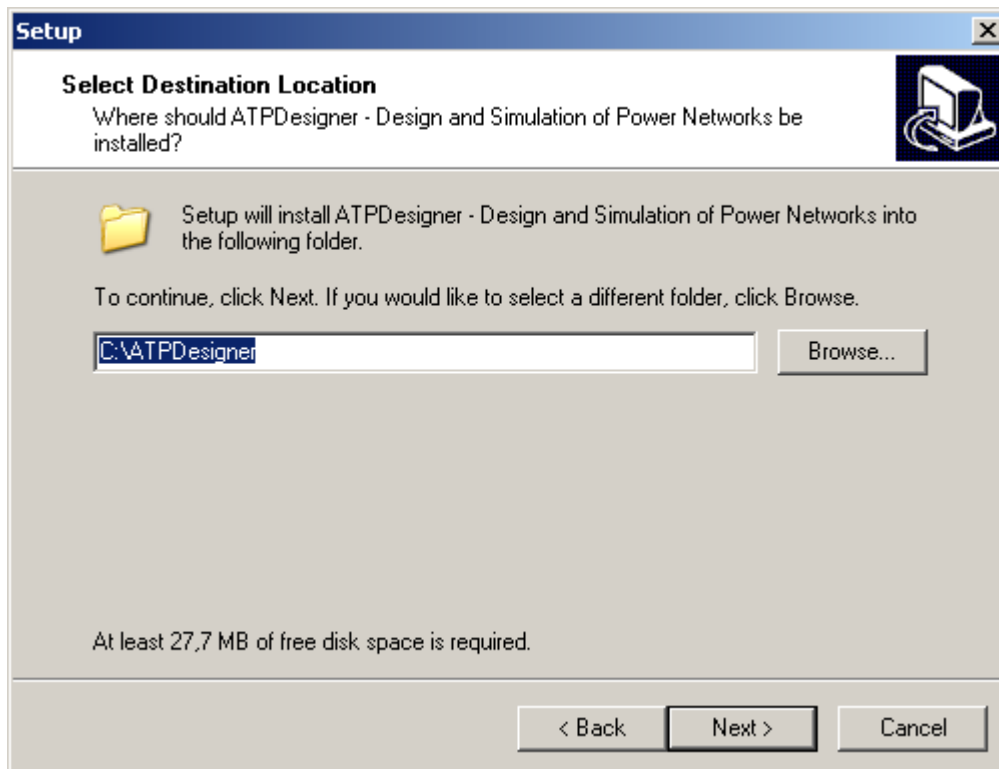 Setup
Select Destination Location
Where should ATPDesigner - Design and Simulation of Power Networks be
installed?
Setup will install ATPDesigner - Design and Simulation of Power Networks into
the following folder.
To continue, click Next. If you would like to select a different folder, click Browse.
C:\ATPDesigner
Browse...
At least 27,7 MB of free disk space is required.
< Back
Next >
Cancel